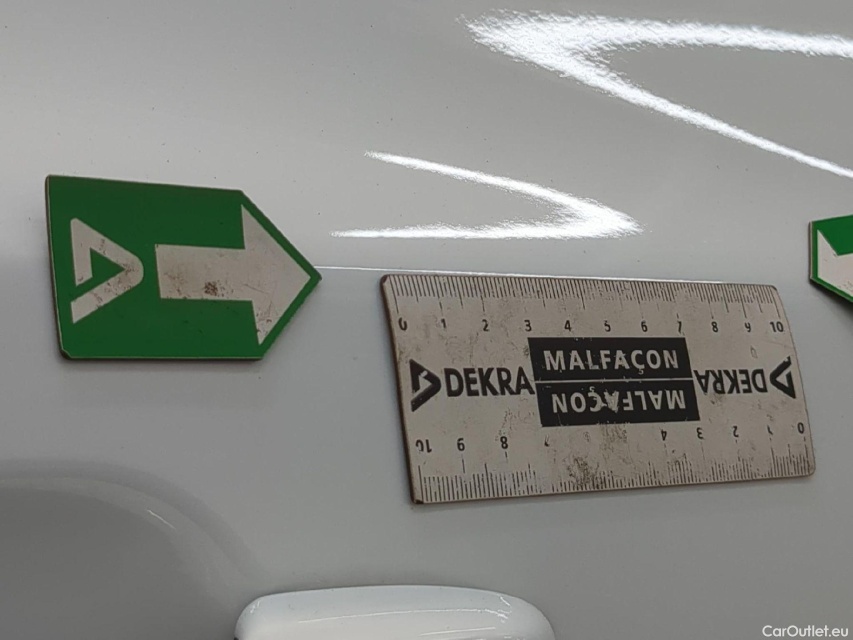 0 1 2 3 4 5 6 7 8 9 10
DEKRA MALFAÇON DEKRA
MALFAÇON
10 9 8 4 3 2 1 0
CarOutlet.eu